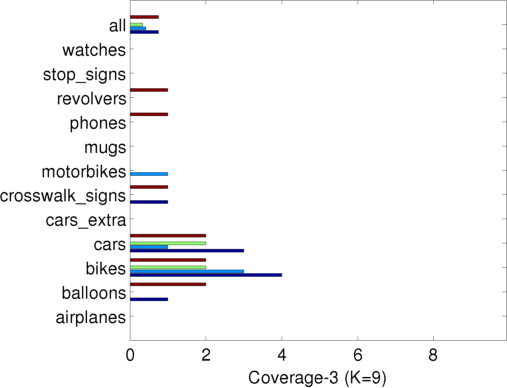 all
watches
stop_signs
revolvers
phones
mugs
motorbikes
crosswalk_signs
cars_extra
cars
bikes
balloons
airplanes
0 2 4 6 8
Coverage-3 (K=9)